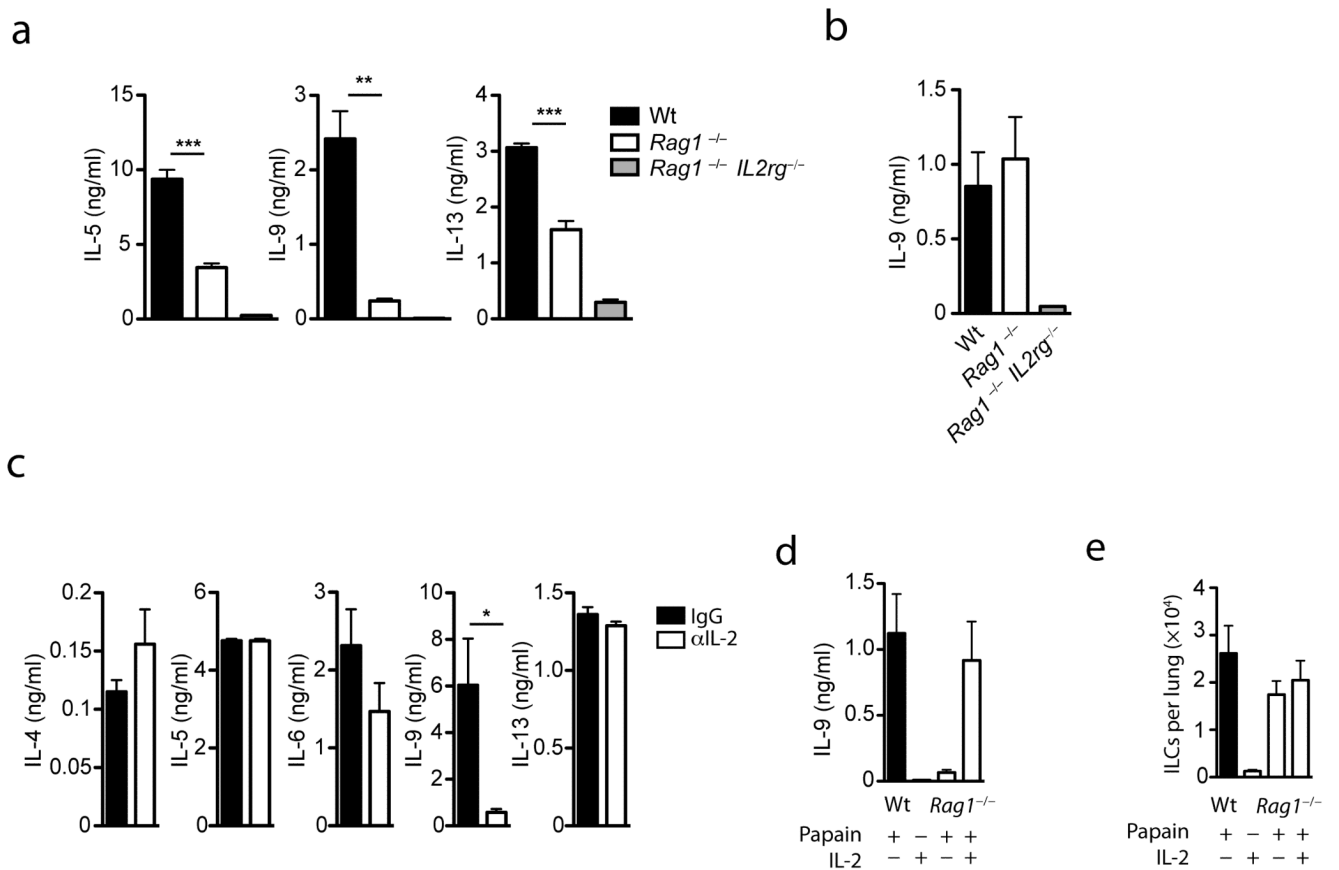 a
b
15
10
5
0
IL-5 (ng/ml)
***
3
2
1
0
IL-9 (ng/ml)
**
4
3
2
1
0
IL-13 (ng/ml)
***
Wt
Rag1 –/–
Rag1 –/– IL2rg–/–
1.5
1.0
0.5
0
IL-9 (ng/ml)
Wt
Rag1 –/–
Rag1 –/– IL2rg–/–
c
0.2
0.15
0.1
0.05
0
IL-4 (ng/ml)
6
4
2
0
IL-5 (ng/ml)
3
2
1
0
IL-6 (ng/ml)
10
8
6
4
2
0
IL-9 (ng/ml)
*
1.5
1.0
0.5
0
IL-13 (ng/ml)
IgG
αIL-2
d
1.5
1.0
0.5
0
IL-9 (ng/ml)
Wt Rag1–/–
Papain + – + +
IL-2 – + – +
e
4
3
2
1
0
ILCs per lung (×10⁴)
Wt Rag1–/–
Papain + – + +
IL-2 – + – +